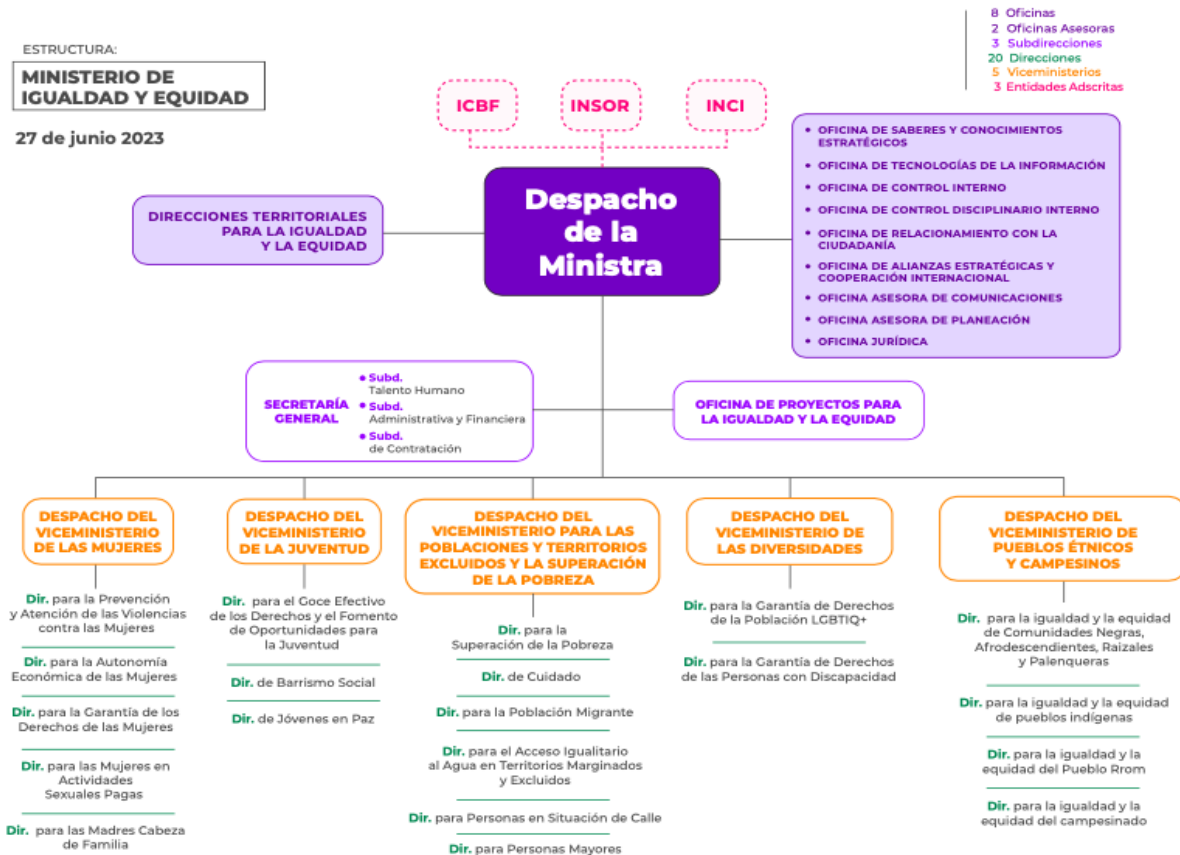 ESTRUCTURA:
MINISTERIO DE
IGUALDAD Y EQUIDAD
27 de junio 2023
8 Oficinas
2 Oficinas Asesoras
3 Subdirecciones
20 Direcciones
5 Viceministerios
3 Entidades Adscritas
ICBF
INSOR
INCI
Despacho
de la
Ministra
DIRECCIONES TERRITORIALES
PARA LA IGUALDAD
Y LA EQUIDAD
• OFICINA DE SABERES Y CONOCIMIENTOS
ESTRATÉGICOS
• OFICINA DE TECNOLOGÍAS DE LA INFORMACIÓN
• OFICINA DE CONTROL INTERNO
• OFICINA DE CONTROL DISCIPLINARIO INTERNO
• OFICINA DE RELACIONAMIENTO CON LA
CIUDADANÍA
• OFICINA DE ALIANZAS ESTRATÉGICAS Y
COOPERACIÓN INTERNACIONAL
• OFICINA ASESORA DE COMUNICACIONES
• OFICINA ASESORA DE PLANEACIÓN
• OFICINA JURÍDICA
SECRETARÍA
GENERAL
• Subd.
Talento Humano
• Subd.
Administrativa y Financiera
• Subd.
de Contratación
OFICINA DE PROYECTOS PARA
LA IGUALDAD Y LA EQUIDAD
DESPACHO DEL
VICEMINISTERIO
DE LAS MUJERES
Dir. para la Prevención
y Atención de las Violencias
contra las Mujeres
Dir. para la Autonomía
Económica de las Mujeres
Dir. para la Garantía de los
Derechos de las Mujeres
Dir. para las Mujeres en
Actividades
Sexuales Pagas
Dir. para las Madres Cabeza
de Familia
DESPACHO DEL
VICEMINISTERIO
DE LA JUVENTUD
Dir. para el Goce Efectivo
de los Derechos y el Fomento
de Oportunidades para
la Juventud
Dir. de Barrismo Social
Dir. de Jóvenes en Paz
DESPACHO DEL
VICEMINISTERIO PARA LAS
POBLACIONES Y TERRITORIOS
EXCLUIDOS Y LA SUPERACIÓN
DE LA POBREZA
Dir. para la
Superación de la Pobreza
Dir. de Cuidado
Dir. para la Población Migrante
Dir. para el Acceso Igualitario
al Agua en Territorios Marginados
y Excluidos
Dir. para Personas en Situación de Calle
Dir. para Personas Mayores
DESPACHO DEL
VICEMINISTERIO DE
LAS DIVERSIDADES
Dir. para la Garantía de Derechos
de la Población LGBTIQ+
Dir. para la Garantía de Derechos
de las Personas con Discapacidad
DESPACHO DEL
VICEMINISTERIO DE
PUEBLOS ÉTNICOS
Y CAMPESINOS
Dir. para la igualdad y la equidad
de Comunidades Negras,
Afrodescendientes, Raizales
y Palenqueras
Dir. para la igualdad y la equidad
de pueblos indígenas
Dir. para la igualdad y la
equidad del Pueblo Rrom
Dir. para la igualdad y la
equidad del campesinado